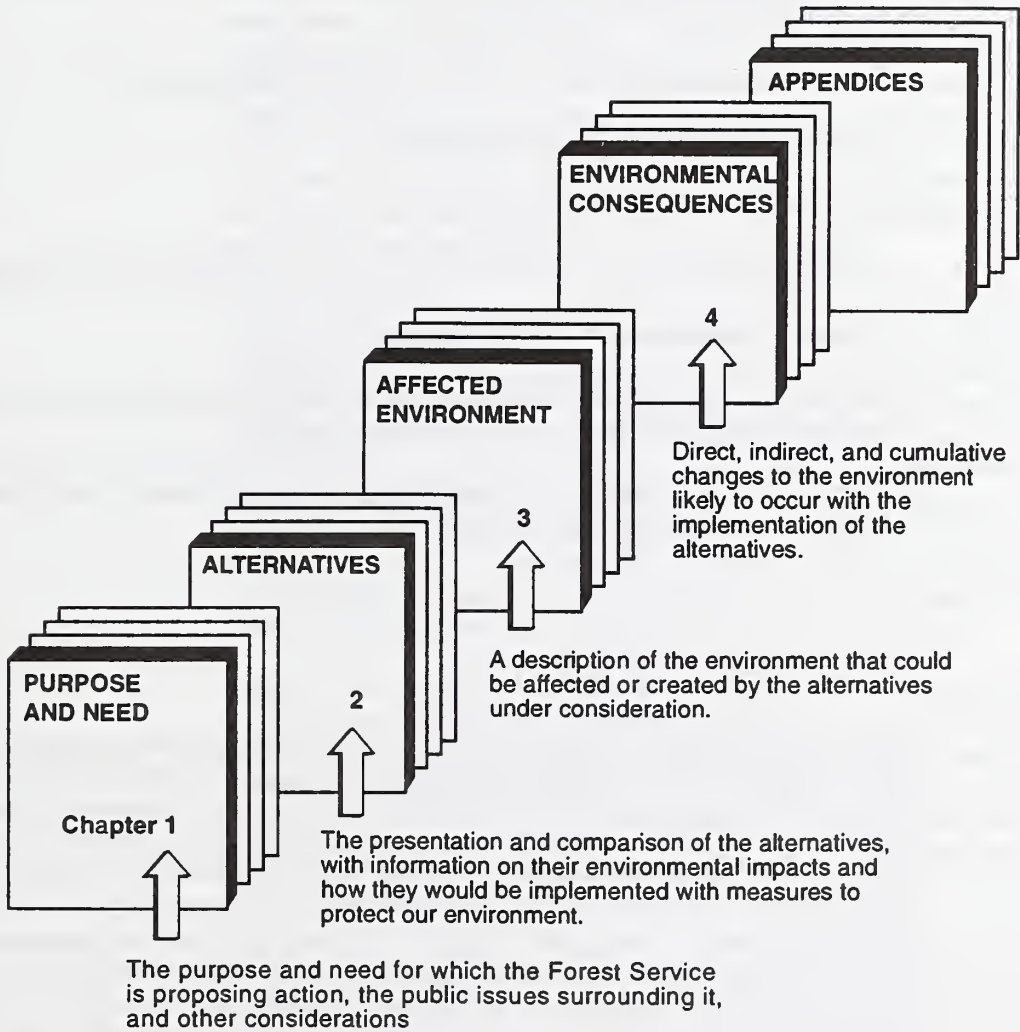 APPENDICES
ENVIRONMENTAL
CONSEQUENCES
4
Direct, indirect, and cumulative
changes to the environment
likely to occur with the
implementation of the
alternatives.
AFFECTED
ENVIRONMENT
3
A description of the environment that could
be affected or created by the alternatives
under consideration.
ALTERNATIVES
2
The presentation and comparison of the alternatives,
with information on their environmental impacts and
how they would be implemented with measures to
protect our environment.
PURPOSE
AND NEED
Chapter 1
The purpose and need for which the Forest Service
is proposing action, the public issues surrounding it,
and other considerations